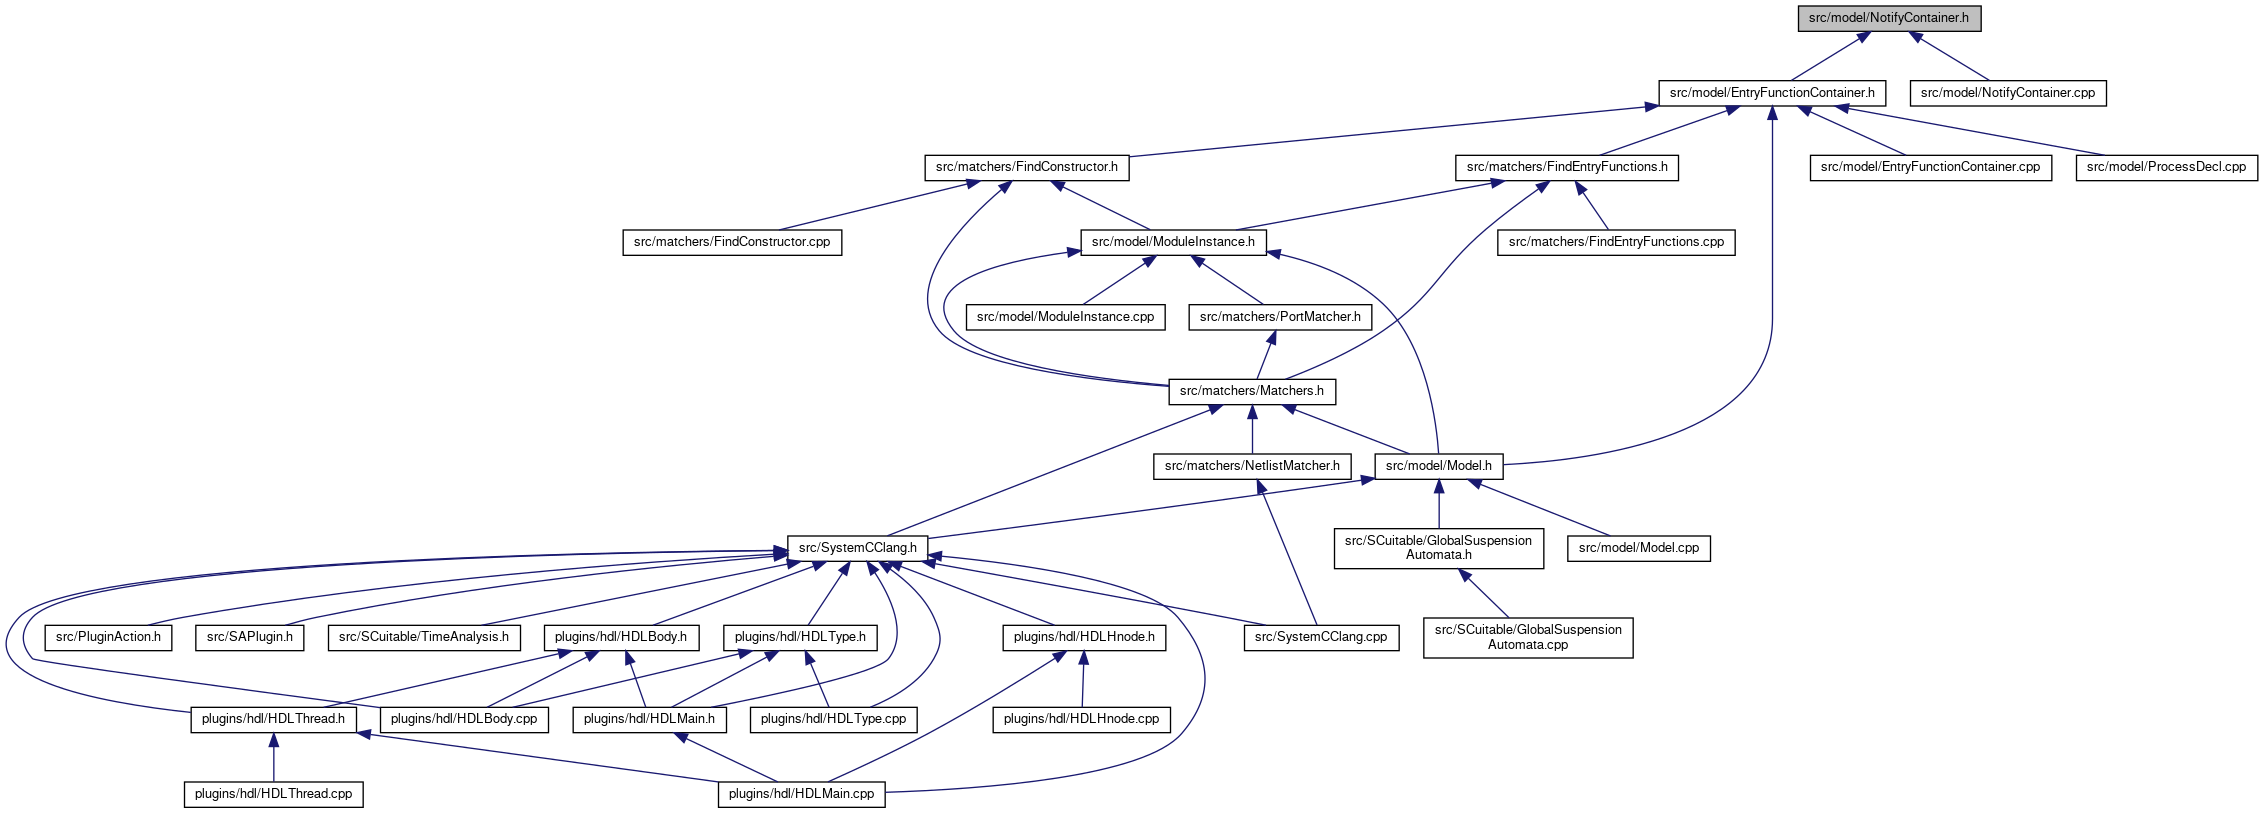 src/model/NotifyContainer.h
src/model/EntryFunctionContainer.h
src/model/NotifyContainer.cpp
src/matchers/FindConstructor.h
src/matchers/FindEntryFunctions.h
src/model/EntryFunctionContainer.cpp
src/model/ProcessDecl.cpp
src/matchers/FindConstructor.cpp
src/model/ModuleInstance.h
src/matchers/FindEntryFunctions.cpp
src/model/ModuleInstance.cpp
src/matchers/PortMatcher.h
src/matchers/Matchers.h
src/matchers/NetlistMatcher.h
src/model/Model.h
src/SystemCClang.h
src/SCuitable/GlobalSuspension
Automata.h
src/model/Model.cpp
src/PluginAction.h
src/SAPlugin.h
src/SCuitable/TimeAnalysis.h
plugins/hdl/HDLBody.h
plugins/hdl/HDLType.h
plugins/hdl/HDLHnode.h
src/SystemCClang.cpp
src/SCuitable/GlobalSuspension
Automata.cpp
plugins/hdl/HDLThread.h
plugins/hdl/HDLBody.cpp
plugins/hdl/HDLMain.h
plugins/hdl/HDLType.cpp
plugins/hdl/HDLHnode.cpp
plugins/hdl/HDLThread.cpp
plugins/hdl/HDLMain.cpp